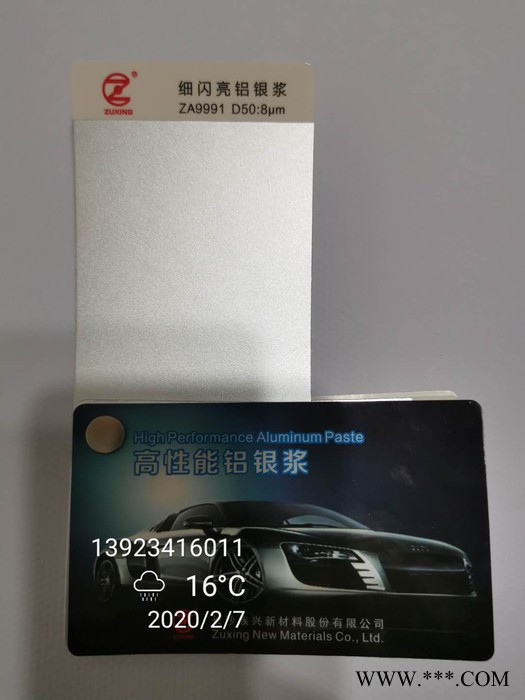 ZUXING
®
细闪亮铝银浆
ZA9991 D50:8μm
High Performance Aluminum Paste
高性能铝银浆
13923416011
16°C
2020/2/7
族兴新材料股份有限公司
Zuxing New Materials Co., Ltd.
WWW.***.COM